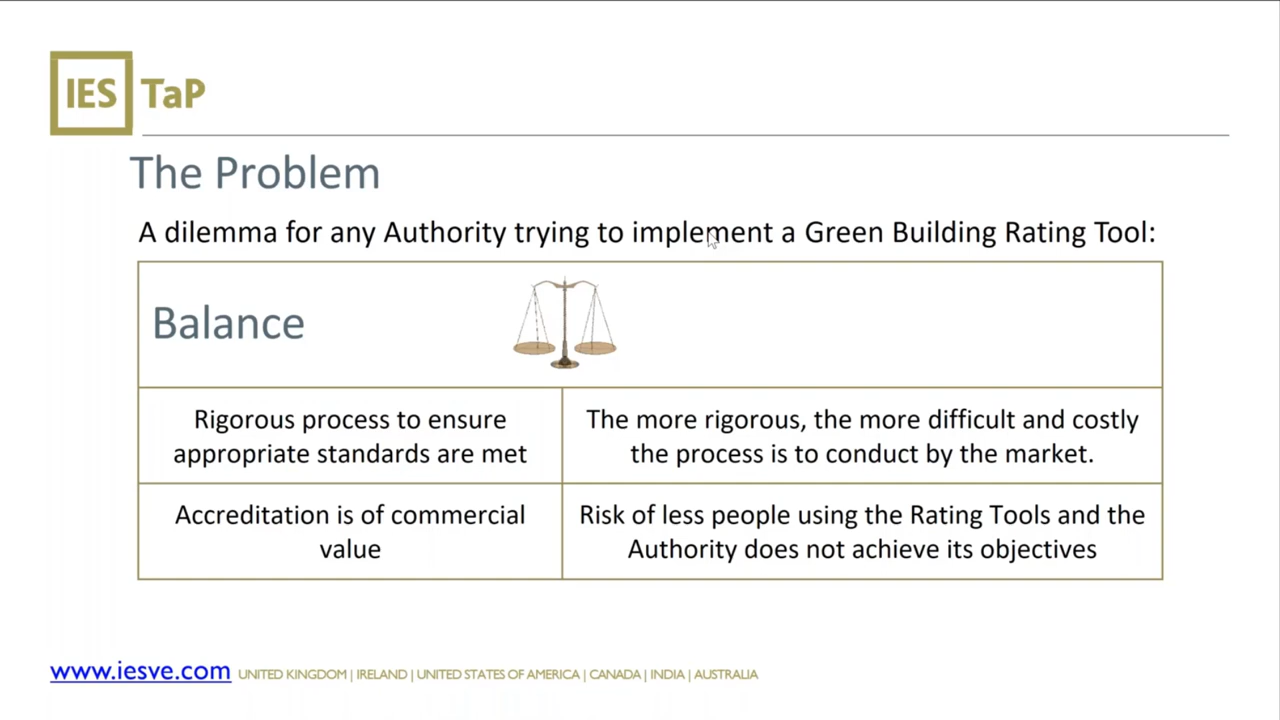 IES TaP
The Problem
A dilemma for any Authority trying to implement a Green Building Rating Tool:
Balance
Rigorous process to ensure
appropriate standards are met
The more rigorous, the more difficult and costly
the process is to conduct by the market.
Accreditation is of commercial
value
Risk of less people using the Rating Tools and the
Authority does not achieve its objectives
www.iesve.com UNITED KINGDOM | IRELAND | UNITED STATES OF AMERICA | CANADA | INDIA | AUSTRALIA